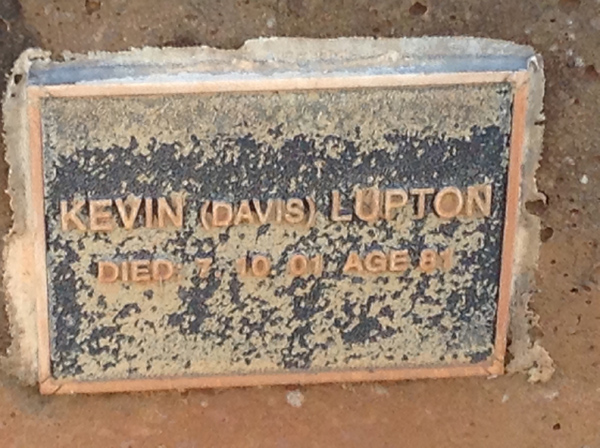 KEVIN (DAVIS) LUPTON
DIED 7. 10. 01 AGE 81